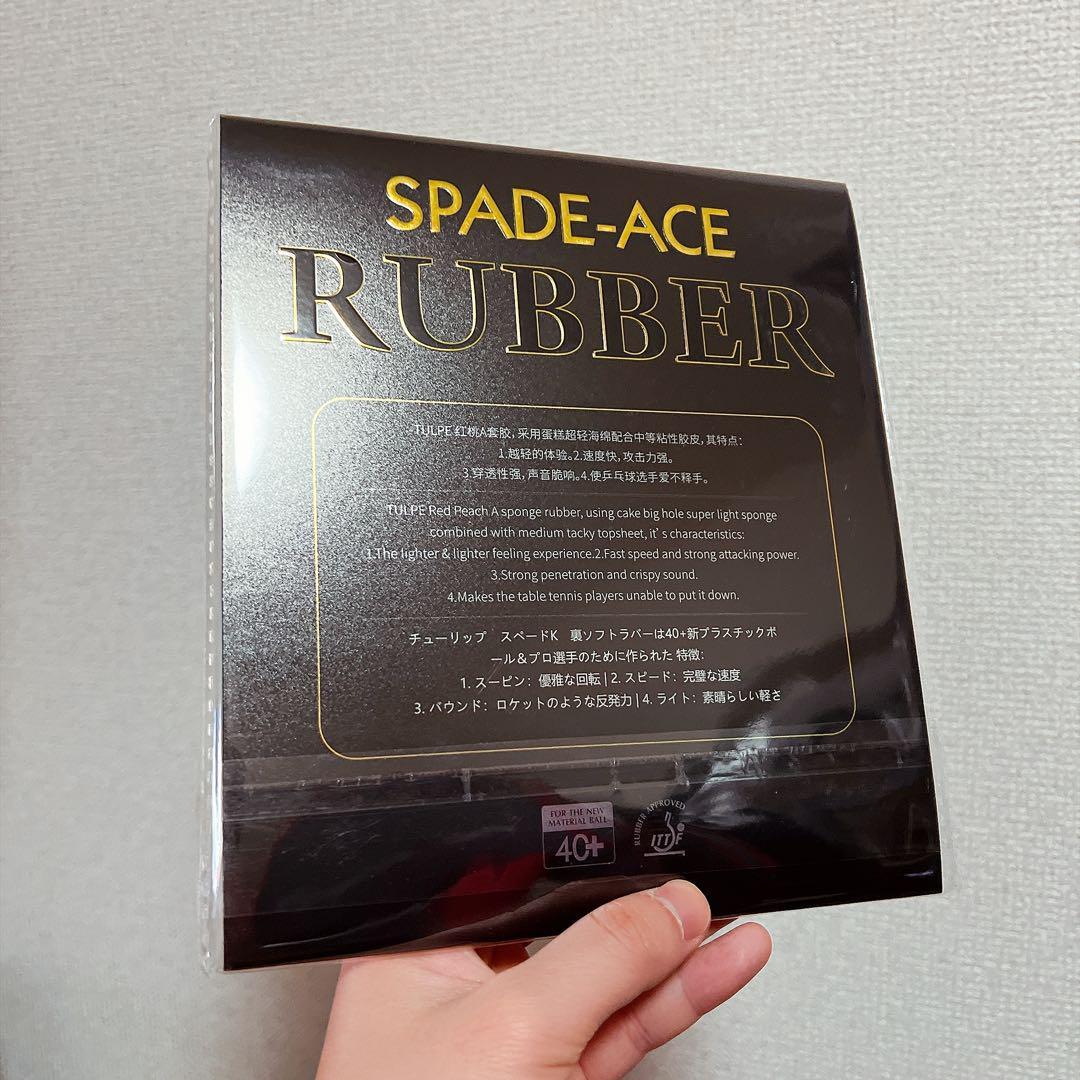 SPADE-ACE
RUBBER
TULPE 红桃A套胶，采用蛋糕超轻海绵配合中等粘性胶皮，其特点：
1.越轻的体验。2.速度快，攻击力强。
3.穿透性强，声音脆响。4.使乒乓球选手爱不释手。
TULPE Red Peach A sponge rubber, using cake big hole super light sponge
combined with medium tacky topsheet, it's characteristics:
1.The lighter & lighter feeling experience.2.Fast speed and strong attacking power.
3.Strong penetration and crispy sound.
4.Makes the table tennis players unable to put it down.
チューリップ スペードK 裏ソフトラバーは40+新プラスチックボ
ール＆プロ選手のために作られた 特徴：
1. スーピン：優雅な回転 | 2. スピード：完璧な速度
3. バウンド：ロケットのような反発力 | 4. ライト：素晴らしい軽さ
FOR THE NEW
MATERIAL BALL
40+
RUBBER APPROVED
ITTF